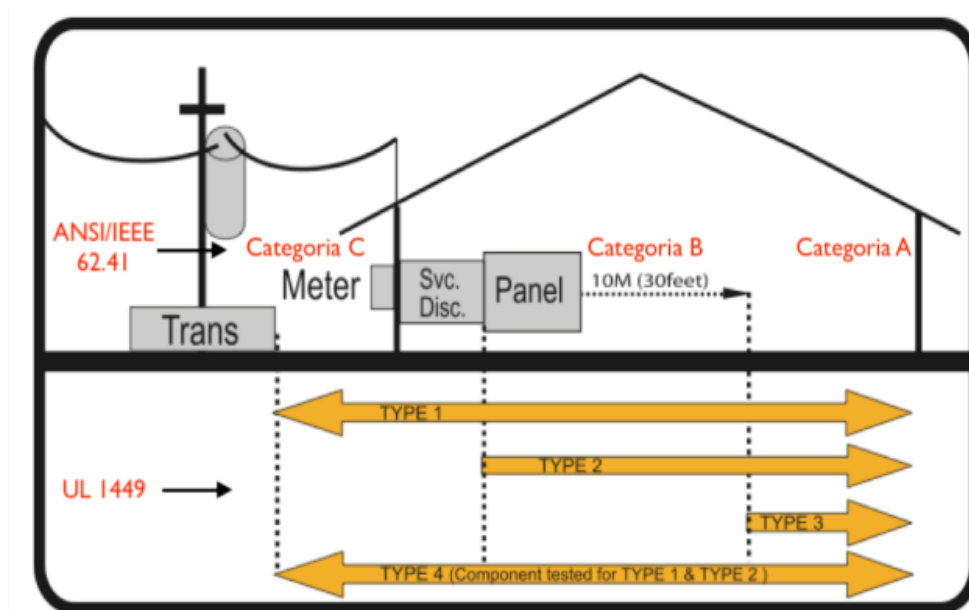 ANSI/IEEE
62.41
Categoria C
Categoria B
Categoria A
Meter
Svc.
Disc.
Panel
10M (30feet)
Trans
TYPE 1
TYPE 2
UL 1449
TYPE 3
TYPE 4 (Component tested for TYPE 1 & TYPE 2 )